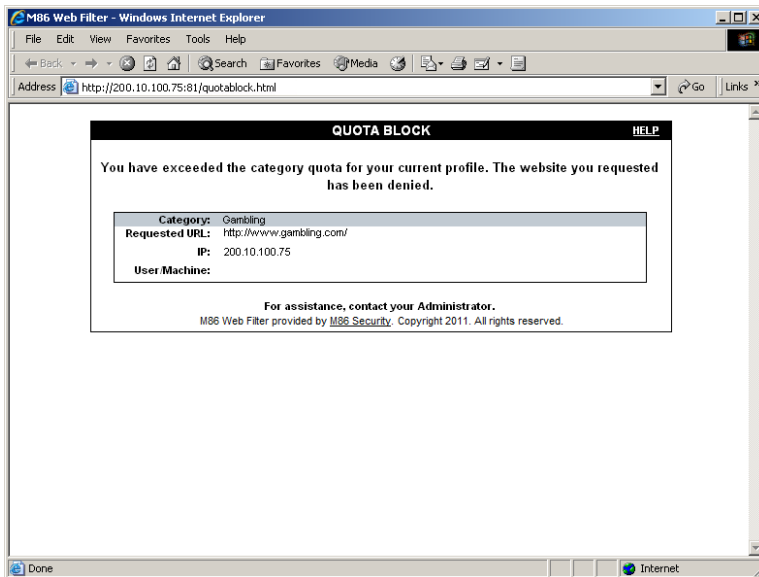 M86 Web Filter - Windows Internet Explorer
File Edit View Favorites Tools Help
Back Search Favorites Media
Address http://200.10.100.75:81/quotablock.html Go Links »
QUOTA BLOCK HELP
You have exceeded the category quota for your current profile. The website you requested
has been denied.
Category: Gambling
Requested URL: http://www.gambling.com/
IP: 200.10.100.75
User/Machine:
For assistance, contact your Administrator.
M86 Web Filter provided by M86 Security. Copyright 2011. All rights reserved.
Done Internet